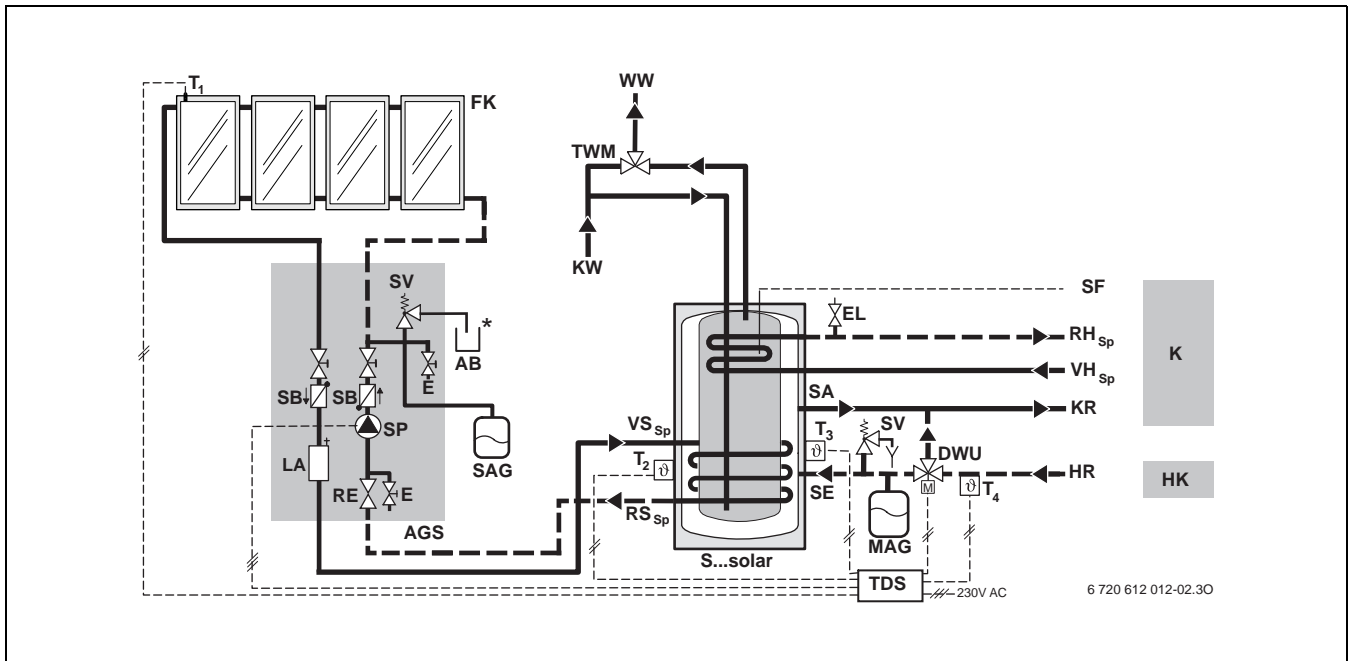 T1
FK
WW
TWM
KW
SV
*
AB
E
SB
SB
SP
LA
SAG
RE
E
AGS
SF
EL
RHSp
VHSp
K
SA
KR
VSSp
T2
ϑ
T3
ϑ
SV
DWU
M
HR
HK
SE
ϑ
T4
RSSp
MAG
S...solar
TDS
230V AC
6 720 612 012-02.3O